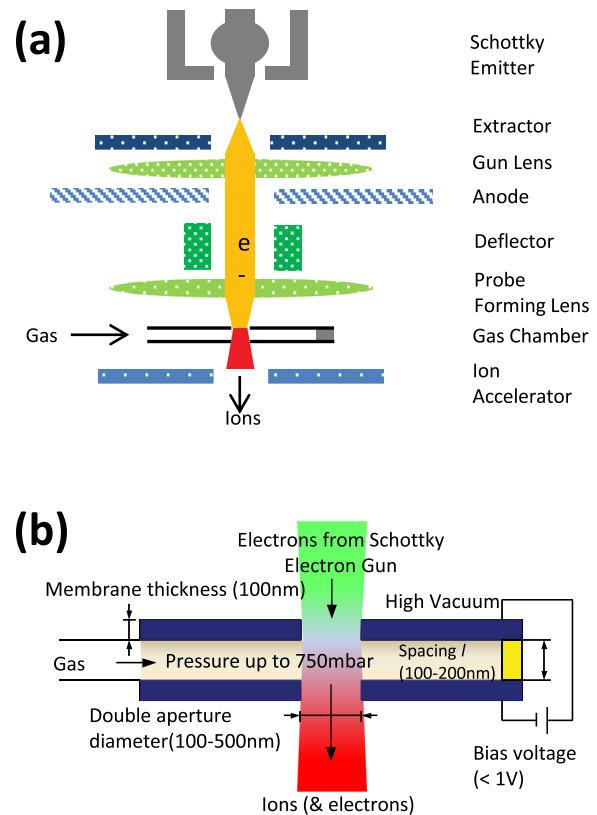 (a)
Schottky
Emitter
Extractor
Gun Lens
Anode
Deflector
e
-
Probe
Forming Lens
Gas
Gas Chamber
Ion
Accelerator
Ions
(b)
Electrons from Schottky
Electron Gun
Membrane thickness (100nm)
High Vacuum
Gas
Pressure up to 750mbar
Spacing l
(100-200nm)
Double aperture
diameter(100-500nm)
Bias voltage
(< 1V)
Ions (& electrons)